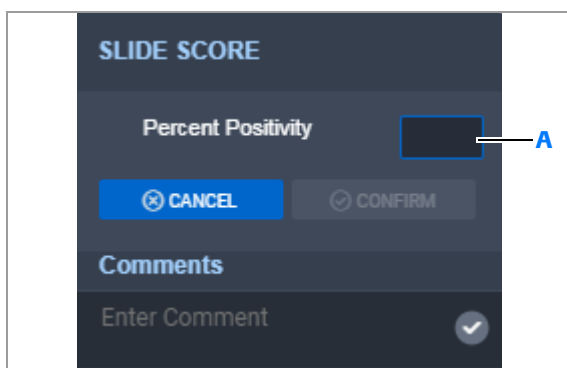 SLIDE SCORE
Percent Positivity
A
CANCEL CONFIRM
Comments
Enter Comment